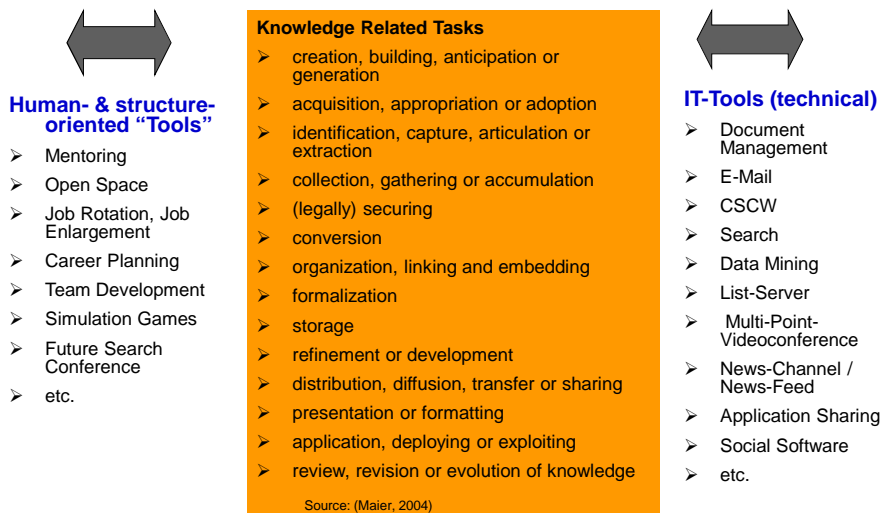 Human- & structure-
oriented “Tools”
➢ Mentoring
➢ Open Space
➢ Job Rotation, Job
Enlargement
➢ Career Planning
➢ Team Development
➢ Simulation Games
➢ Future Search
Conference
➢ etc.
Knowledge Related Tasks
➢ creation, building, anticipation or
generation
➢ acquisition, appropriation or adoption
➢ identification, capture, articulation or
extraction
➢ collection, gathering or accumulation
➢ (legally) securing
➢ conversion
➢ organization, linking and embedding
➢ formalization
➢ storage
➢ refinement or development
➢ distribution, diffusion, transfer or sharing
➢ presentation or formatting
➢ application, deploying or exploiting
➢ review, revision or evolution of knowledge
Source: (Maier, 2004)
IT-Tools (technical)
➢ Document
Management
➢ E-Mail
➢ CSCW
➢ Search
➢ Data Mining
➢ List-Server
➢ Multi-Point-
Videoconference
➢ News-Channel /
News-Feed
➢ Application Sharing
➢ Social Software
➢ etc.